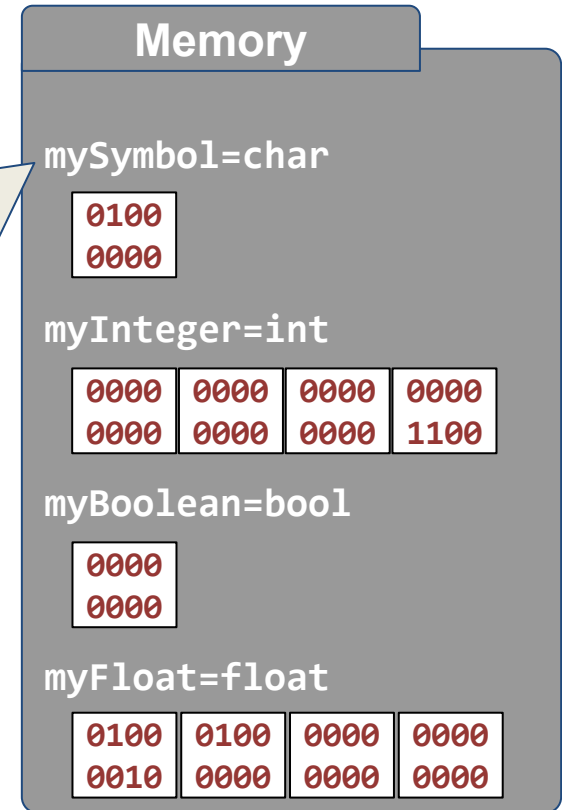 Memory
mySymbol=char
0100
0000
myInteger=int
0000 0000 0000 0000
0000 0000 0000 1100
myBoolean=bool
0000
0000
myFloat=float
0100 0100 0000 0000
0010 0000 0000 0000